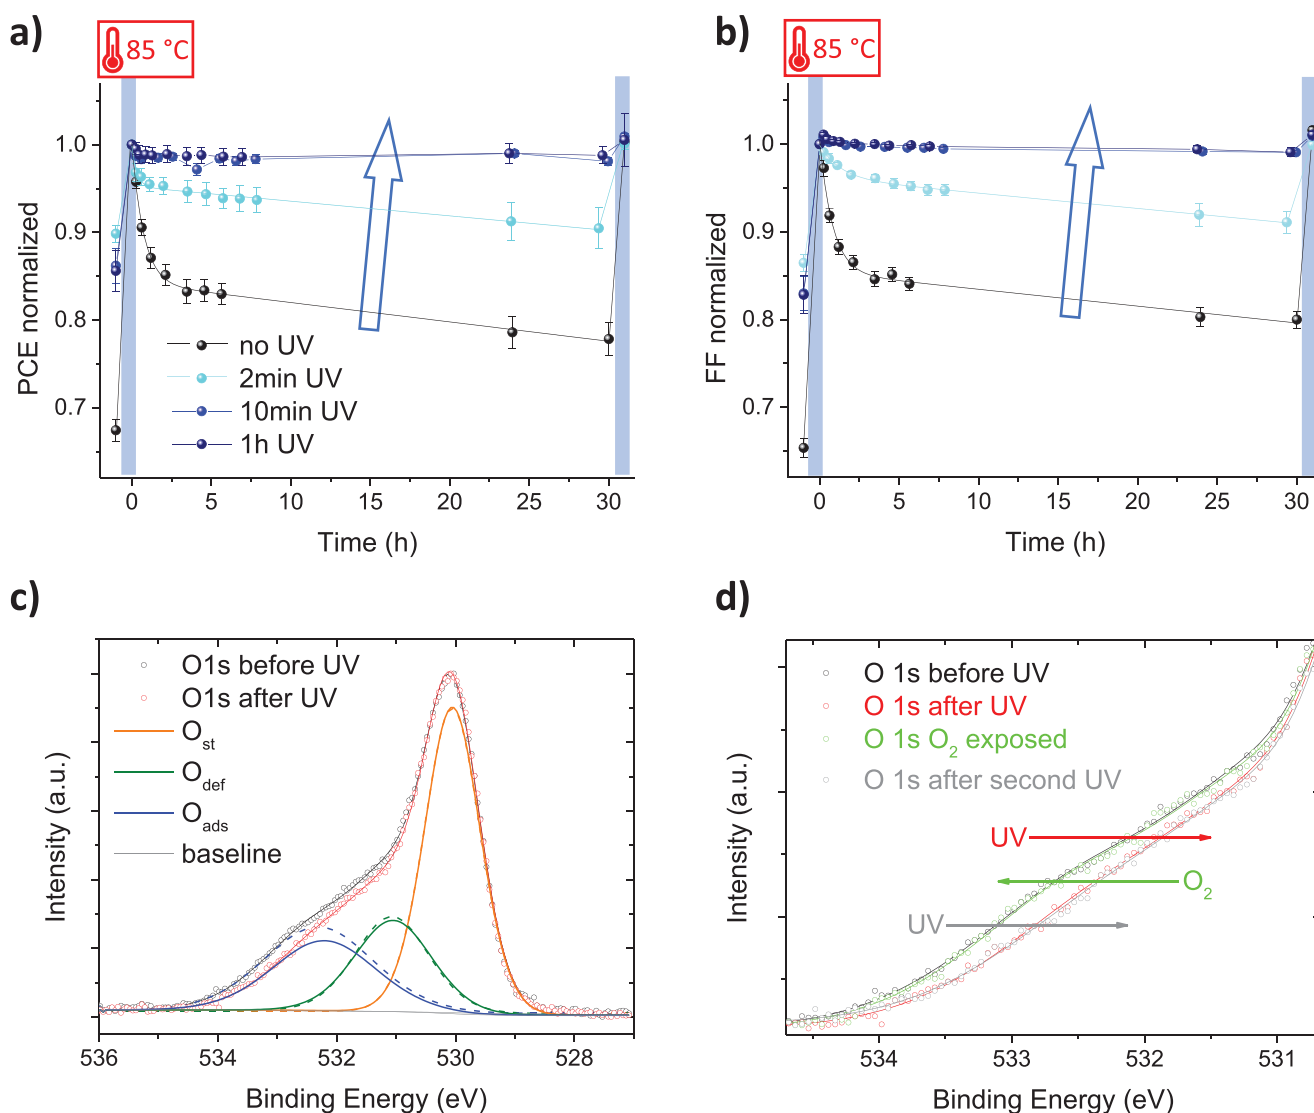 a)
85 °C
PCE normalized
1.0
0.9
0.8
0.7
no UV
2min UV
10min UV
1h UV
0 5 10 15 20 25 30
Time (h)
b)
85 °C
FF normalized
1.0
0.9
0.8
0.7
0 5 10 15 20 25 30
Time (h)
c)
Intensity (a.u.)
O1s before UV
O1s after UV
O_st
O_def
O_ads
baseline
536 534 532 530 528
Binding Energy (eV)
d)
Intensity (a.u.)
O 1s before UV
O 1s after UV
O 1s O₂ exposed
O 1s after second UV
UV
O₂
UV
534 533 532 531
Binding Energy (eV)